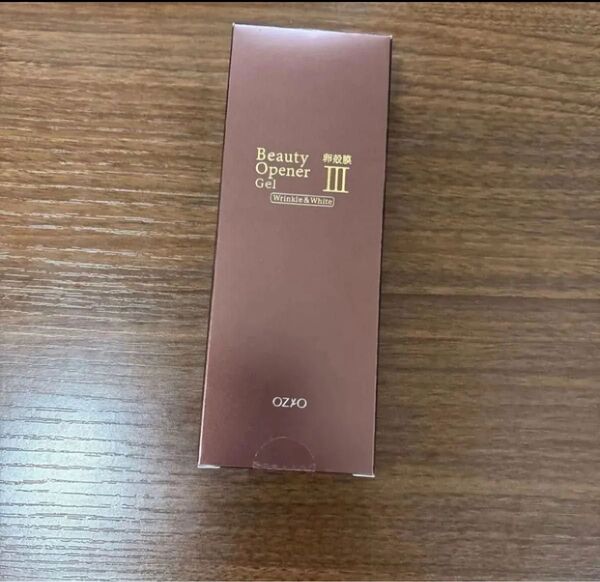 Beauty 卵殻膜
Opener III
Gel
Wrinkle & White
OZIO